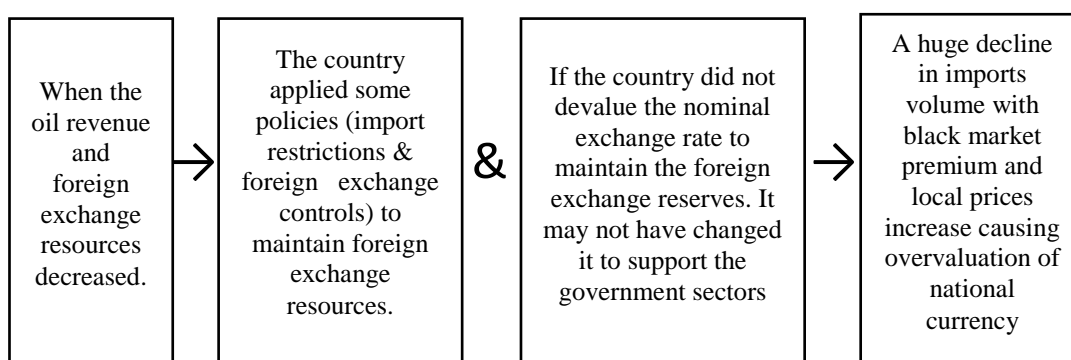 When the
oil revenue
and
foreign
exchange
resources
decreased.
The country
applied some
policies (import
restrictions &
foreign exchange
controls) to
maintain foreign
exchange
resources.
&
If the country did not
devalue the nominal
exchange rate to
maintain the foreign
exchange reserves. It
may not have changed
it to support the
government sectors
A huge decline
in imports
volume with
black market
premium and
local prices
increase causing
overvaluation of
national
currency